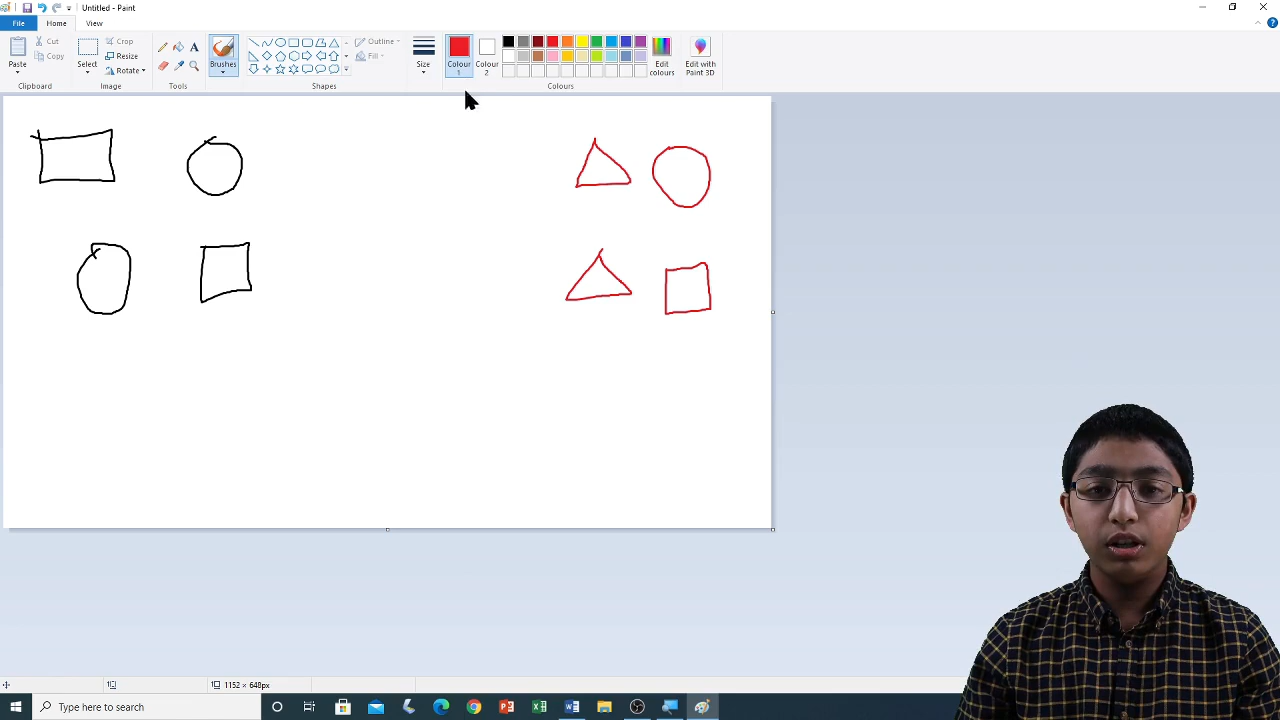 Untitled - Paint
File Home View
Paste
Cut
Copy
Clipboard
Select
Crop
Resize
Rotate
Image
A
Tools
Brushes
Outline
Fill
Shapes
Size
Colour 1
Colour 2
Edit colours
Colours
Edit with Paint 3D
1152 × 648px
Type here to search